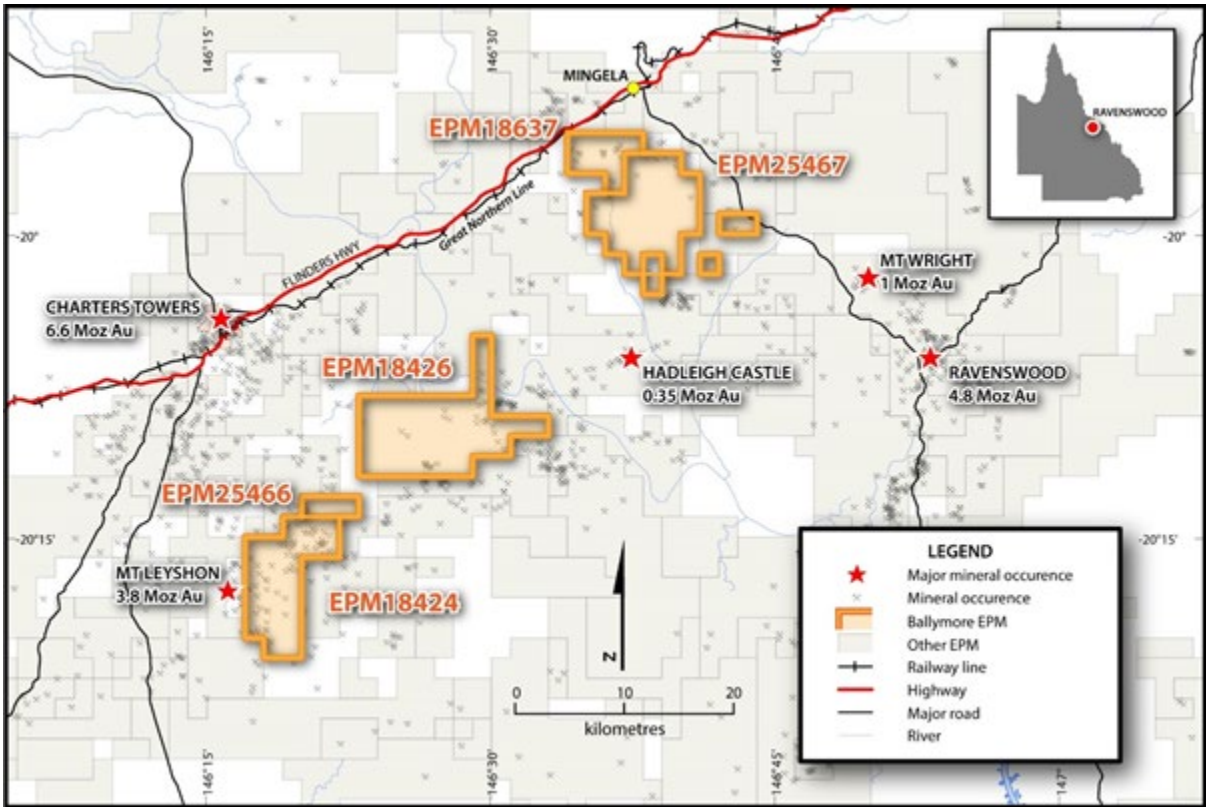 146°15'
146°30'
MINGELA
EPM18637
EPM25467
RAVENSWOOD
-20°
-20°
FLINDERS HWY
Great Northern Line
MT WRIGHT
1 Moz Au
CHARTERS TOWERS
6.6 Moz Au
EPM18426
HADLEIGH CASTLE
0.35 Moz Au
RAVENSWOOD
4.8 Moz Au
EPM25466
-20°15'
-20°15'
MT LEYSHON
3.8 Moz Au
EPM18424
N
0 10 20
kilometres
LEGEND
Major mineral occurence
Mineral occurence
Ballymore EPM
Other EPM
Railway line
Highway
Major road
River
146°15'
146°30'
146°45'
147°